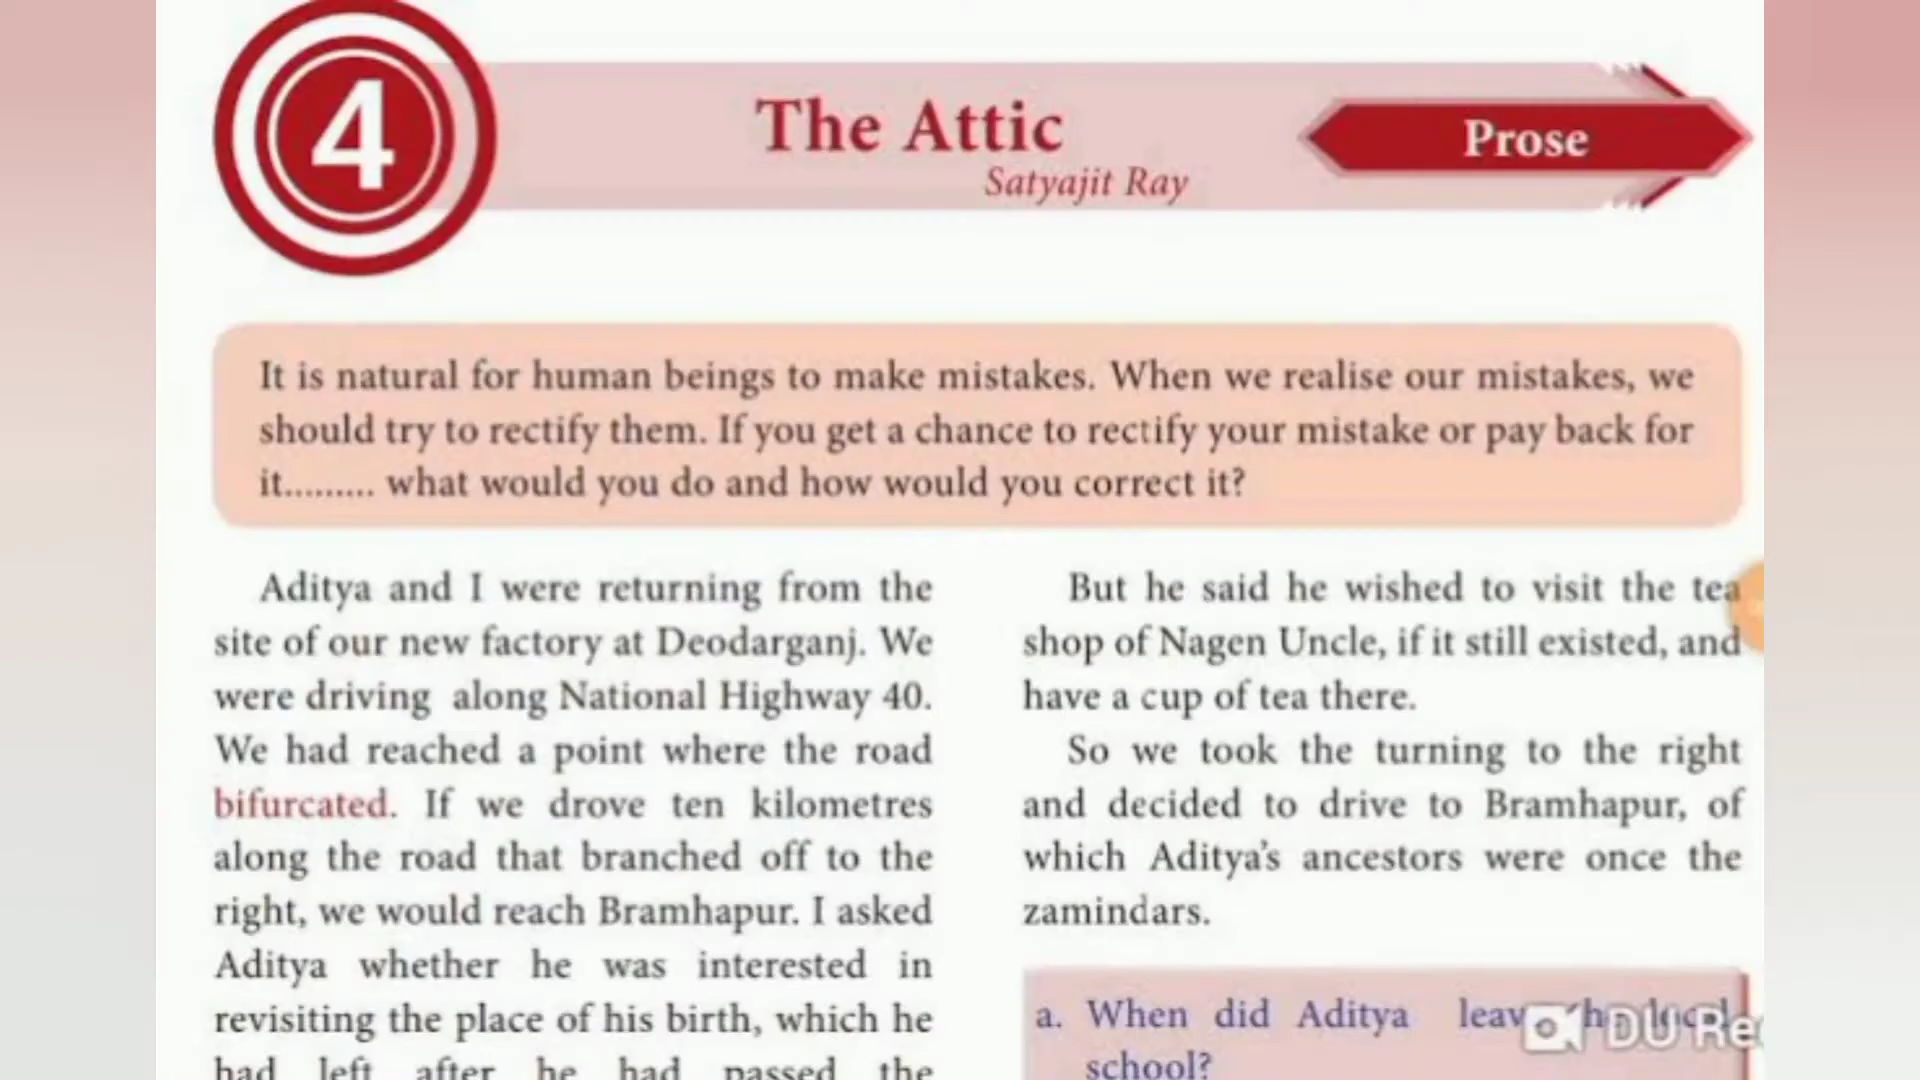 4
The Attic
Satyajit Ray
Prose
It is natural for human beings to make mistakes. When we realise our mistakes, we
should try to rectify them. If you get a chance to rectify your mistake or pay back for
it......... what would you do and how would you correct it?
Aditya and I were returning from the
site of our new factory at Deodarganj. We
were driving along National Highway 40.
We had reached a point where the road
bifurcated. If we drove ten kilometres
along the road that branched off to the
right, we would reach Bramhapur. I asked
Aditya whether he was interested in
revisiting the place of his birth, which he
had left after he had passed the
But he said he wished to visit the tea
shop of Nagen Uncle, if it still existed, and
have a cup of tea there.
So we took the turning to the right
and decided to drive to Bramhapur, of
which Aditya's ancestors were once the
zamindars.
a. When did Aditya
school?
DU Rec